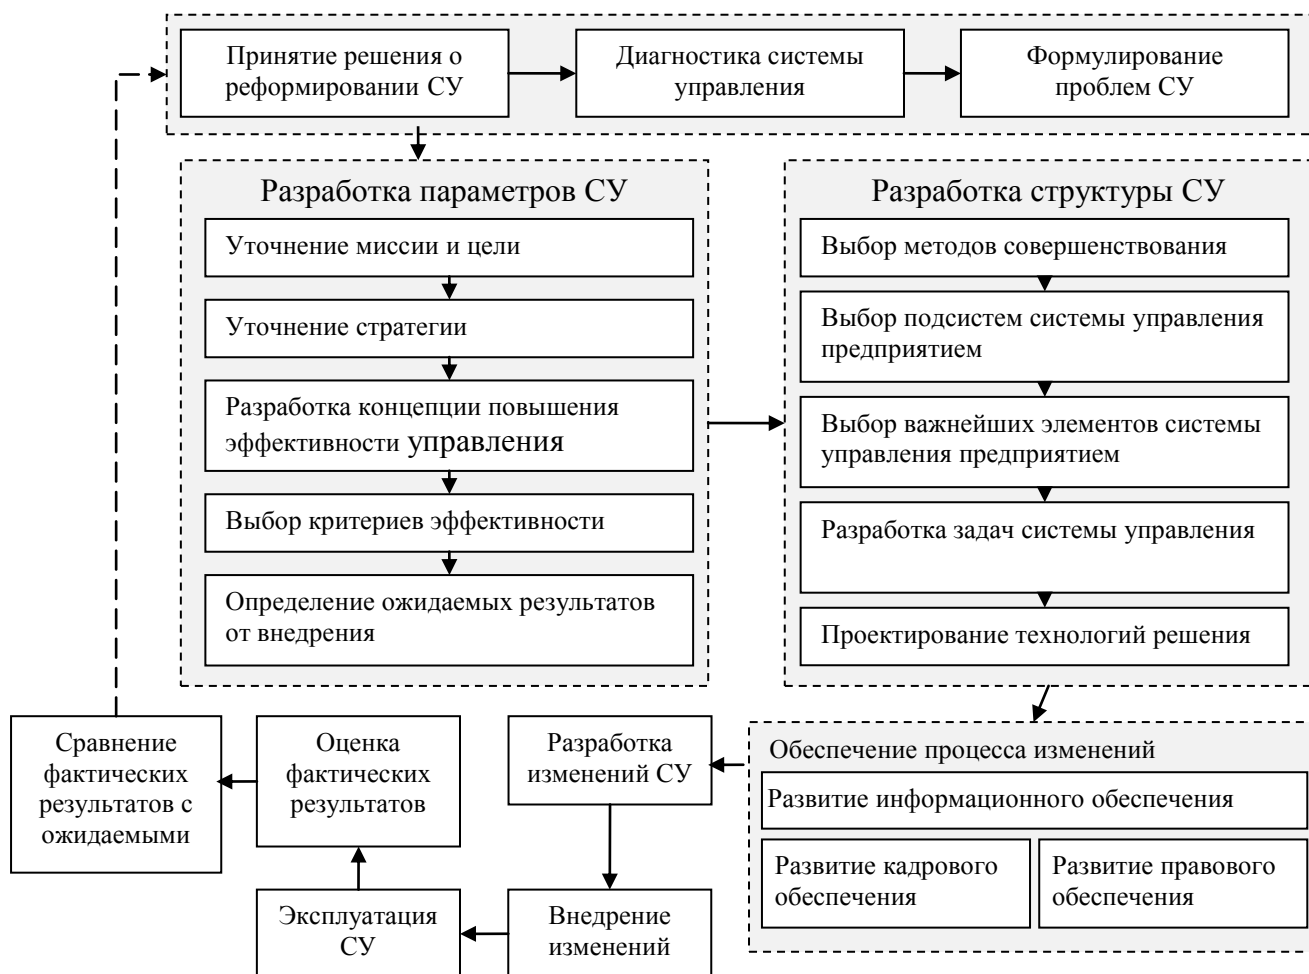 Принятие решения о
реформировании СУ
Диагностика системы
управления
Формулирование
проблем СУ
Разработка параметров СУ
Уточнение миссии и цели
Уточнение стратегии
Разработка концепции повышения
эффективности управления
Выбор критериев эффективности
Определение ожидаемых результатов
от внедрения
Разработка структуры СУ
Выбор методов совершенствования
Выбор подсистем системы управления
предприятием
Выбор важнейших элементов системы
управления предприятием
Разработка задач системы управления
Проектирование технологий решения
Обеспечение процесса изменений
Развитие информационного обеспечения
Развитие кадрового
обеспечения
Развитие правового
обеспечения
Разработка
изменений СУ
Внедрение
изменений
Эксплуатация
СУ
Оценка
фактических
результатов
Сравнение
фактических
результатов с
ожидаемыми